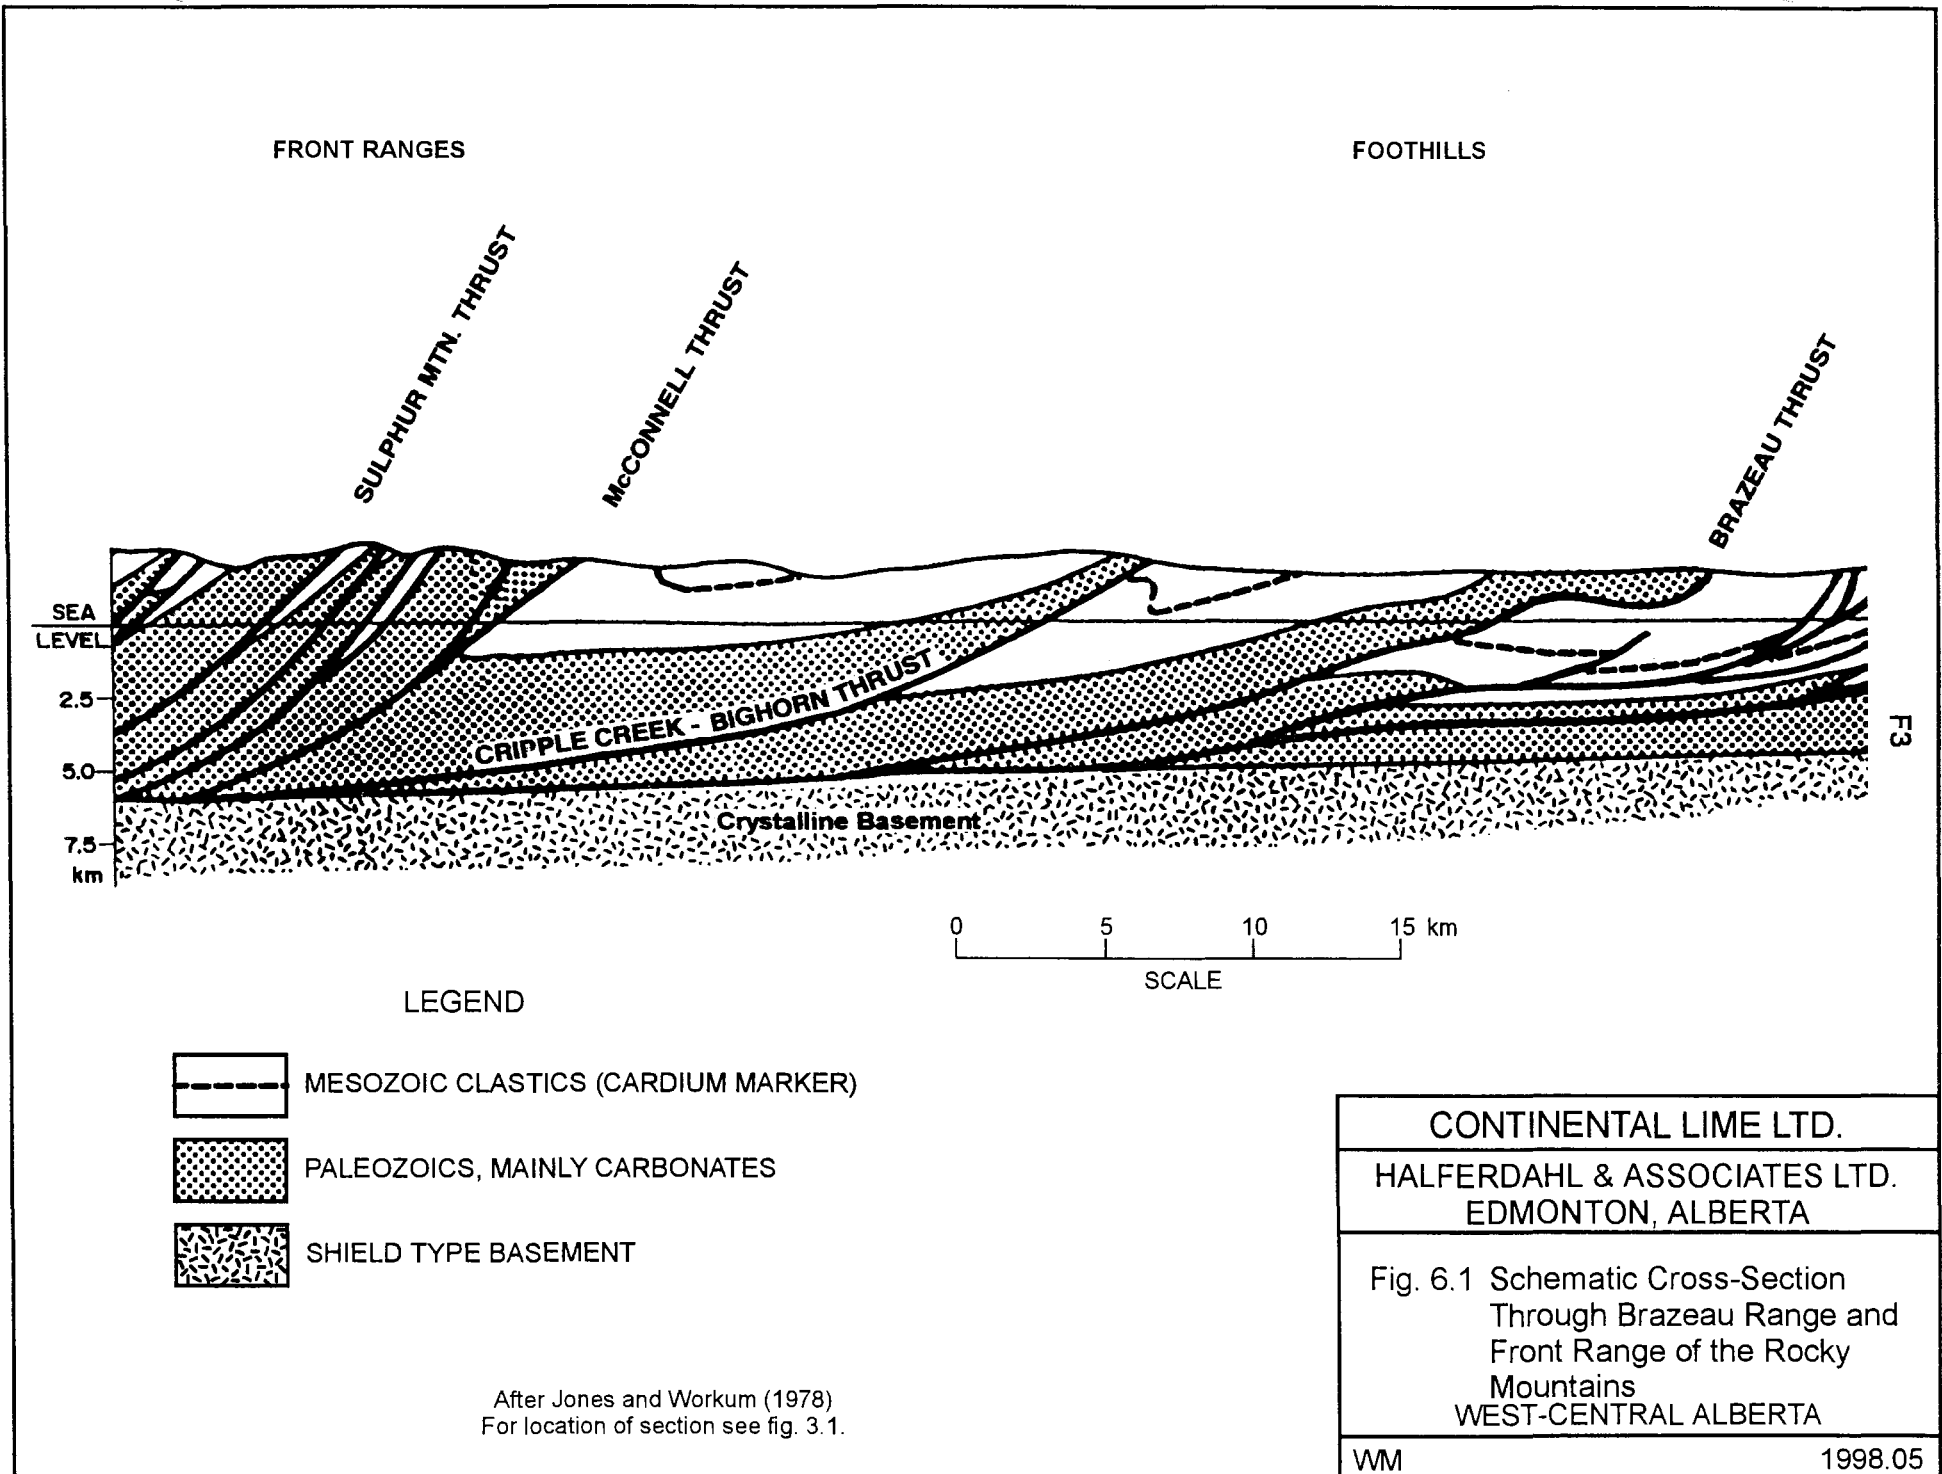 FRONT RANGES
FOOTHILLS
SULPHUR MTN. THRUST
McCONNELL THRUST
BRAZEAU THRUST
SEA
LEVEL
2.5
5.0
7.5
km
CRIPPLE CREEK - BIGHORN THRUST
Crystalline Basement
F3
0 5 10 15 km
SCALE
LEGEND
MESOZOIC CLASTICS (CARDIUM MARKER)
PALEOZOICS, MAINLY CARBONATES
SHIELD TYPE BASEMENT
After Jones and Workum (1978)
For location of section see fig. 3.1.
CONTINENTAL LIME LTD.
HALFERDAHL & ASSOCIATES LTD.
EDMONTON, ALBERTA
Fig. 6.1 Schematic Cross-Section
Through Brazeau Range and
Front Range of the Rocky
Mountains
WEST-CENTRAL ALBERTA
WM 1998.05